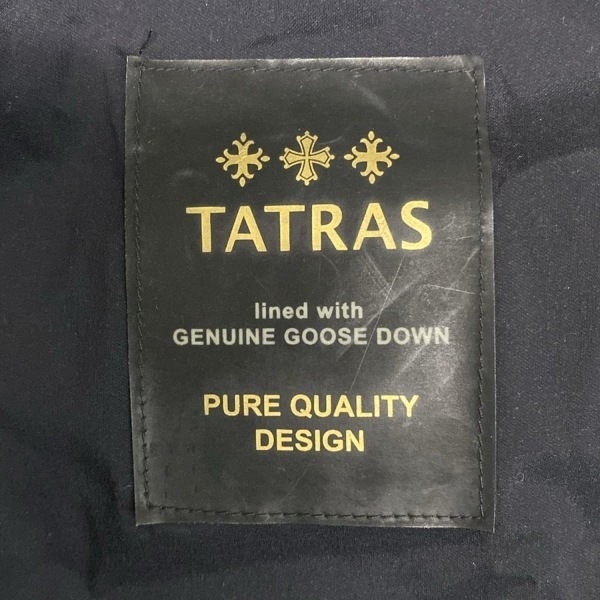 TATRAS
lined with
GENUINE GOOSE DOWN
PURE QUALITY
DESIGN